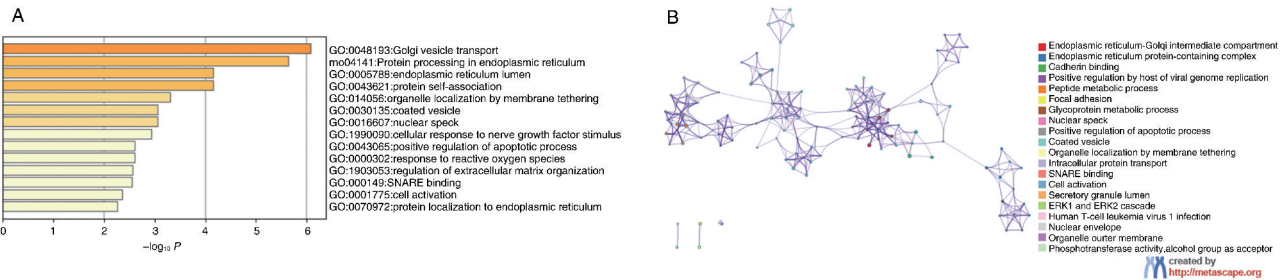 A
GO:0048193:Golgi vesicle transport
rno04141:Protein processing in endoplasmic reticulum
GO:0005788:endoplasmic reticulum lumen
GO:0043621:protein self-association
GO:014056:organelle localization by membrane tethering
GO:0030135:coated vesicle
GO:0016607:nuclear speck
GO:1990090:cellular response to nerve growth factor stimulus
GO:0043065:positive regulation of apoptotic process
GO:0000302:response to reactive oxygen species
GO:1903053:regulation of extracellular matrix organization
GO:000149:SNARE binding
GO:0001775:cell activation
GO:0070972:protein localization to endoplasmic reticulum
0 1 2 3 4 5 6
−log₁₀ P
B
Endoplasmic reticulum-Golqi intermediate compartment
Endoplasmic reticulum protein-containing complex
Cadherin binding
Positive regulation by host of viral genome replication
Peptide metabolic process
Focal adhesion
Glycoprotein metabolic process
Nuclear speck
Positive regulation of apoptotic process
Coated vesicle
Organelle localization by membrane tethering
Intracellular protein transport
SNARE binding
Cell activation
Secretory granule lumen
ERK1 and ERK2 cascade
Human T-cell leukemia virus 1 infection
Nuclear envelope
Organelle ourter membrane
Phosphotransferase activity,alcohol group as acceptor
created by
http://metascape.org